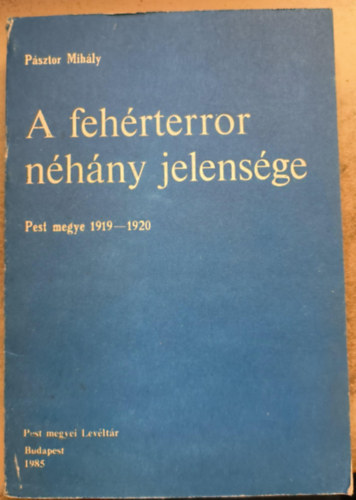 Pásztor Mihály
A fehérterror
néhány jelensége
Pest megye 1919—1920
Pest megyei Levéltár
Budapest
1985